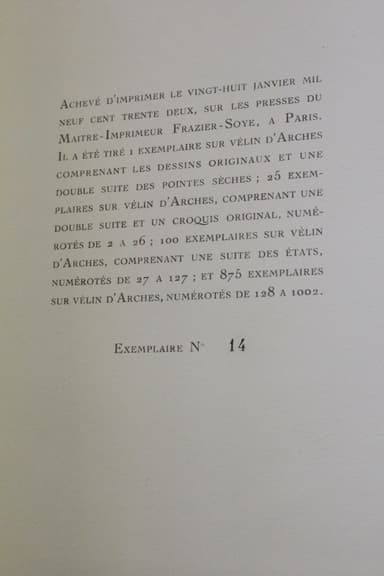 Achevé d'imprimer le vingt-huit janvier mil
neuf cent trente deux, sur les presses du
Maitre-Imprimeur Frazier-Soye, a Paris.
Il a été tiré 1 exemplaire sur vélin d'Arches
comprenant les dessins originaux et une
double suite des pointes sèches ; 25 exem-
plaires sur vélin d'Arches, comprenant une
double suite et un croquis original, numé-
rotés de 2 a 26 ; 100 exemplaires sur vélin
d'Arches, comprenant une suite des états,
numérotés de 27 a 127 ; et 875 exemplaires
sur vélin d'Arches, numérotés de 128 a 1002.
Exemplaire No 14